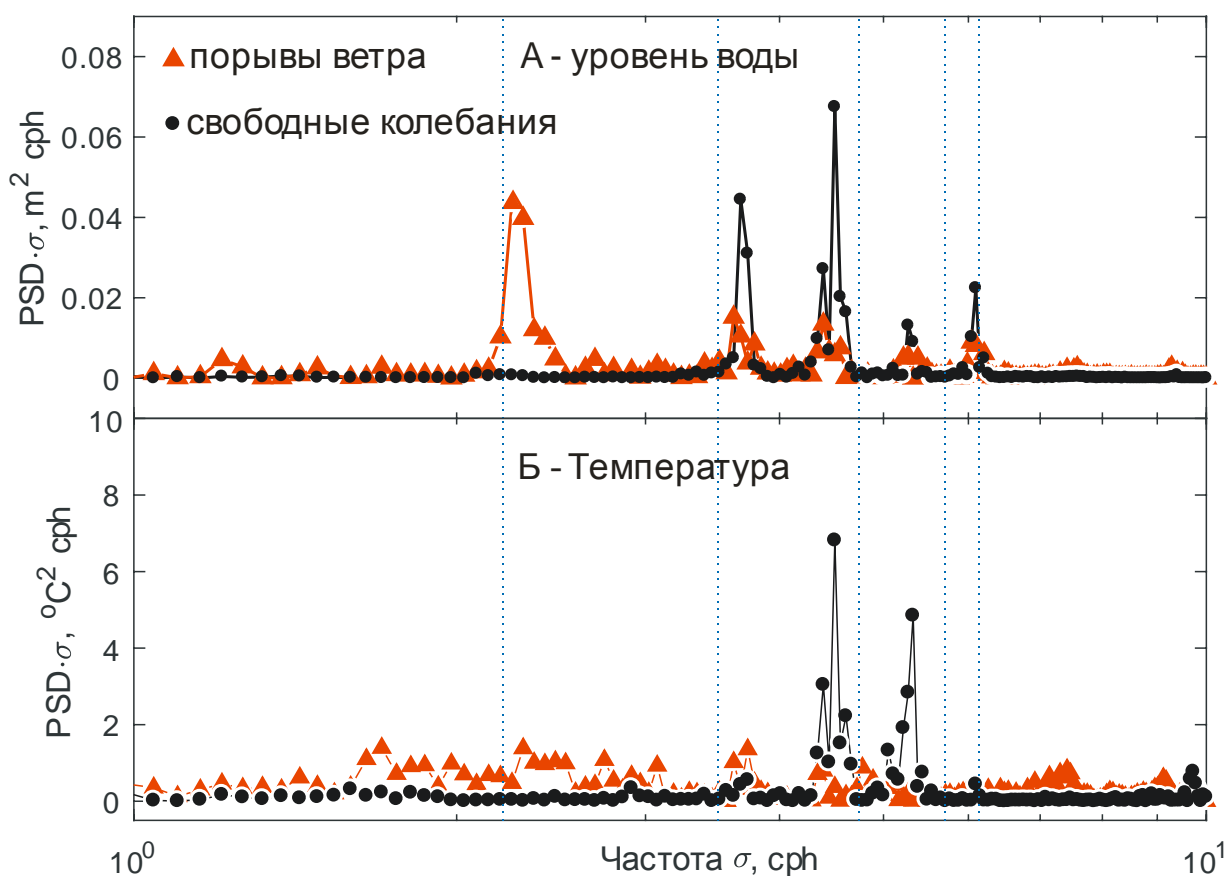 0.08
0.06
0.04
0.02
0
PSD·σ, m² cph
порывы ветра
А - уровень воды
свободные колебания
10
8
6
4
2
0
PSD·σ, °C² cph
Б - Температура
10⁰
Частота σ, cph
10¹